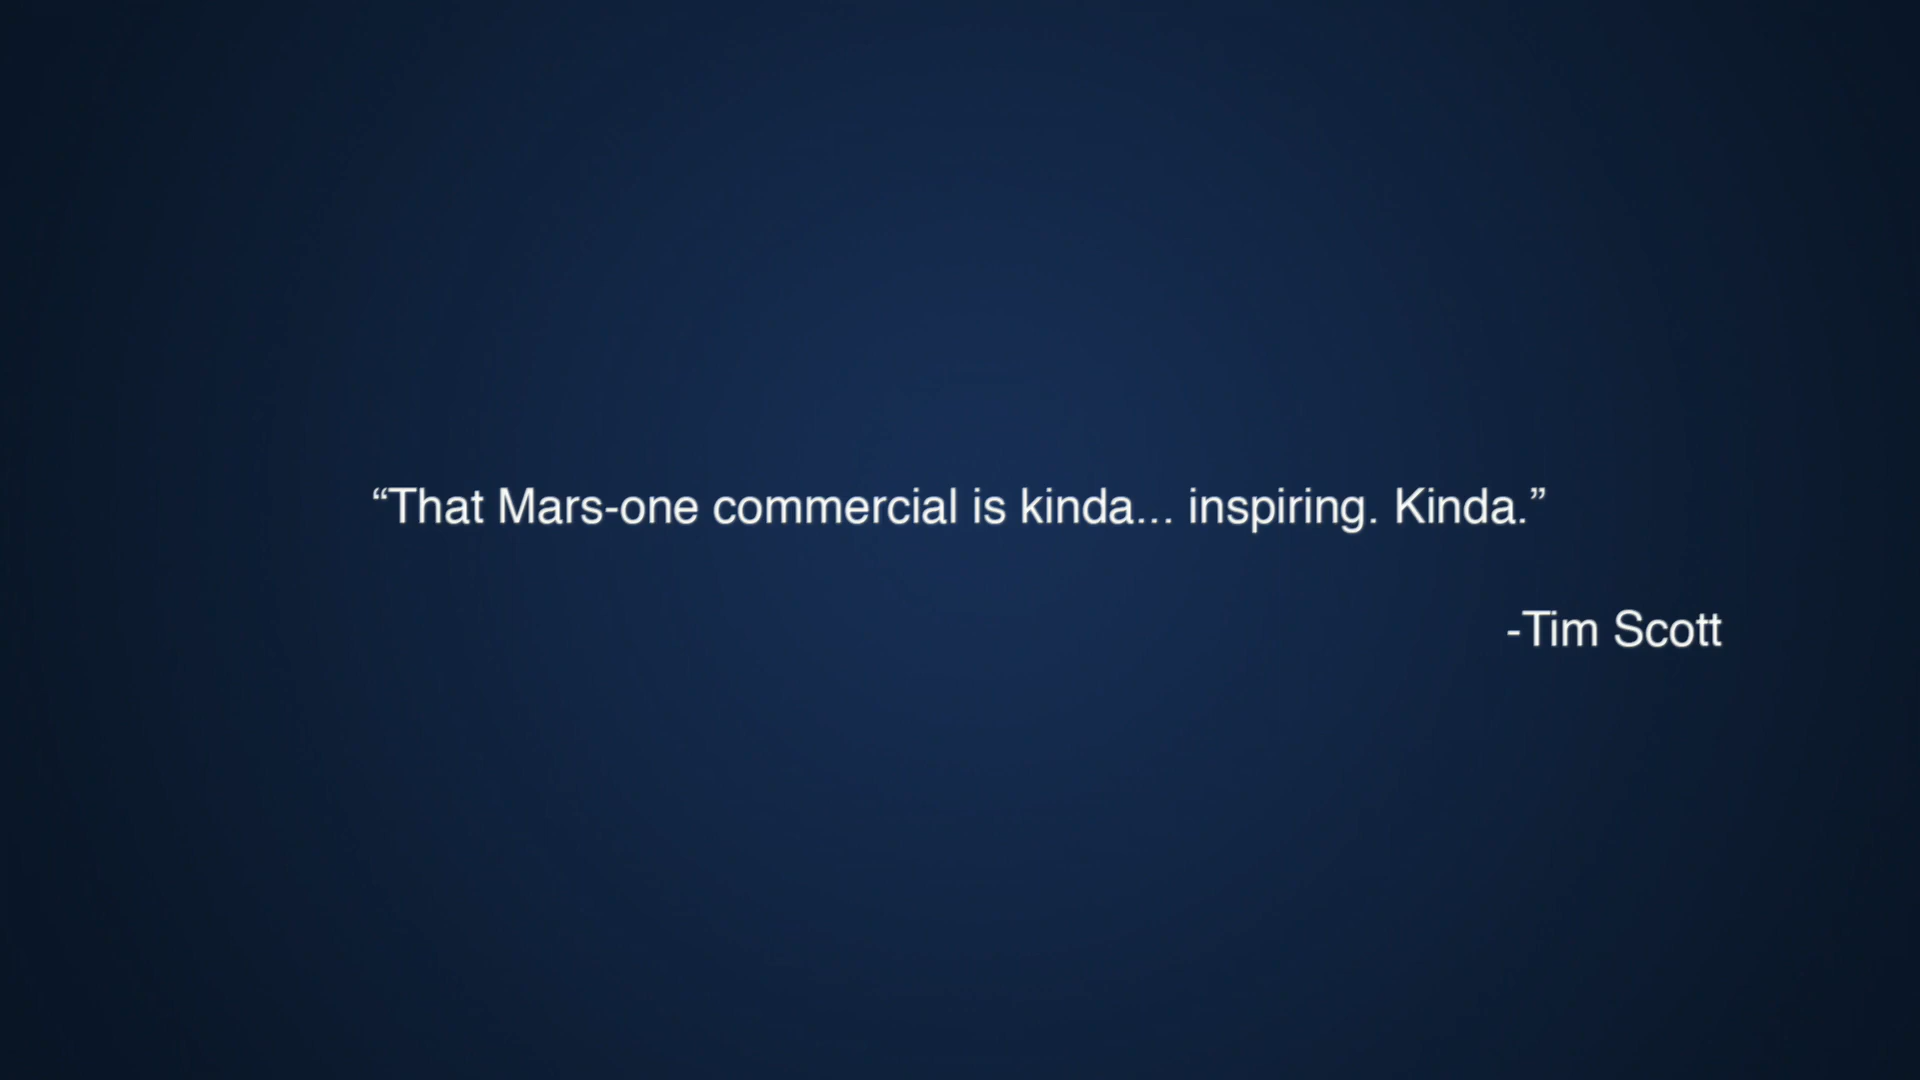 “That Mars-one commercial is kinda... inspiring. Kinda.”
-Tim Scott